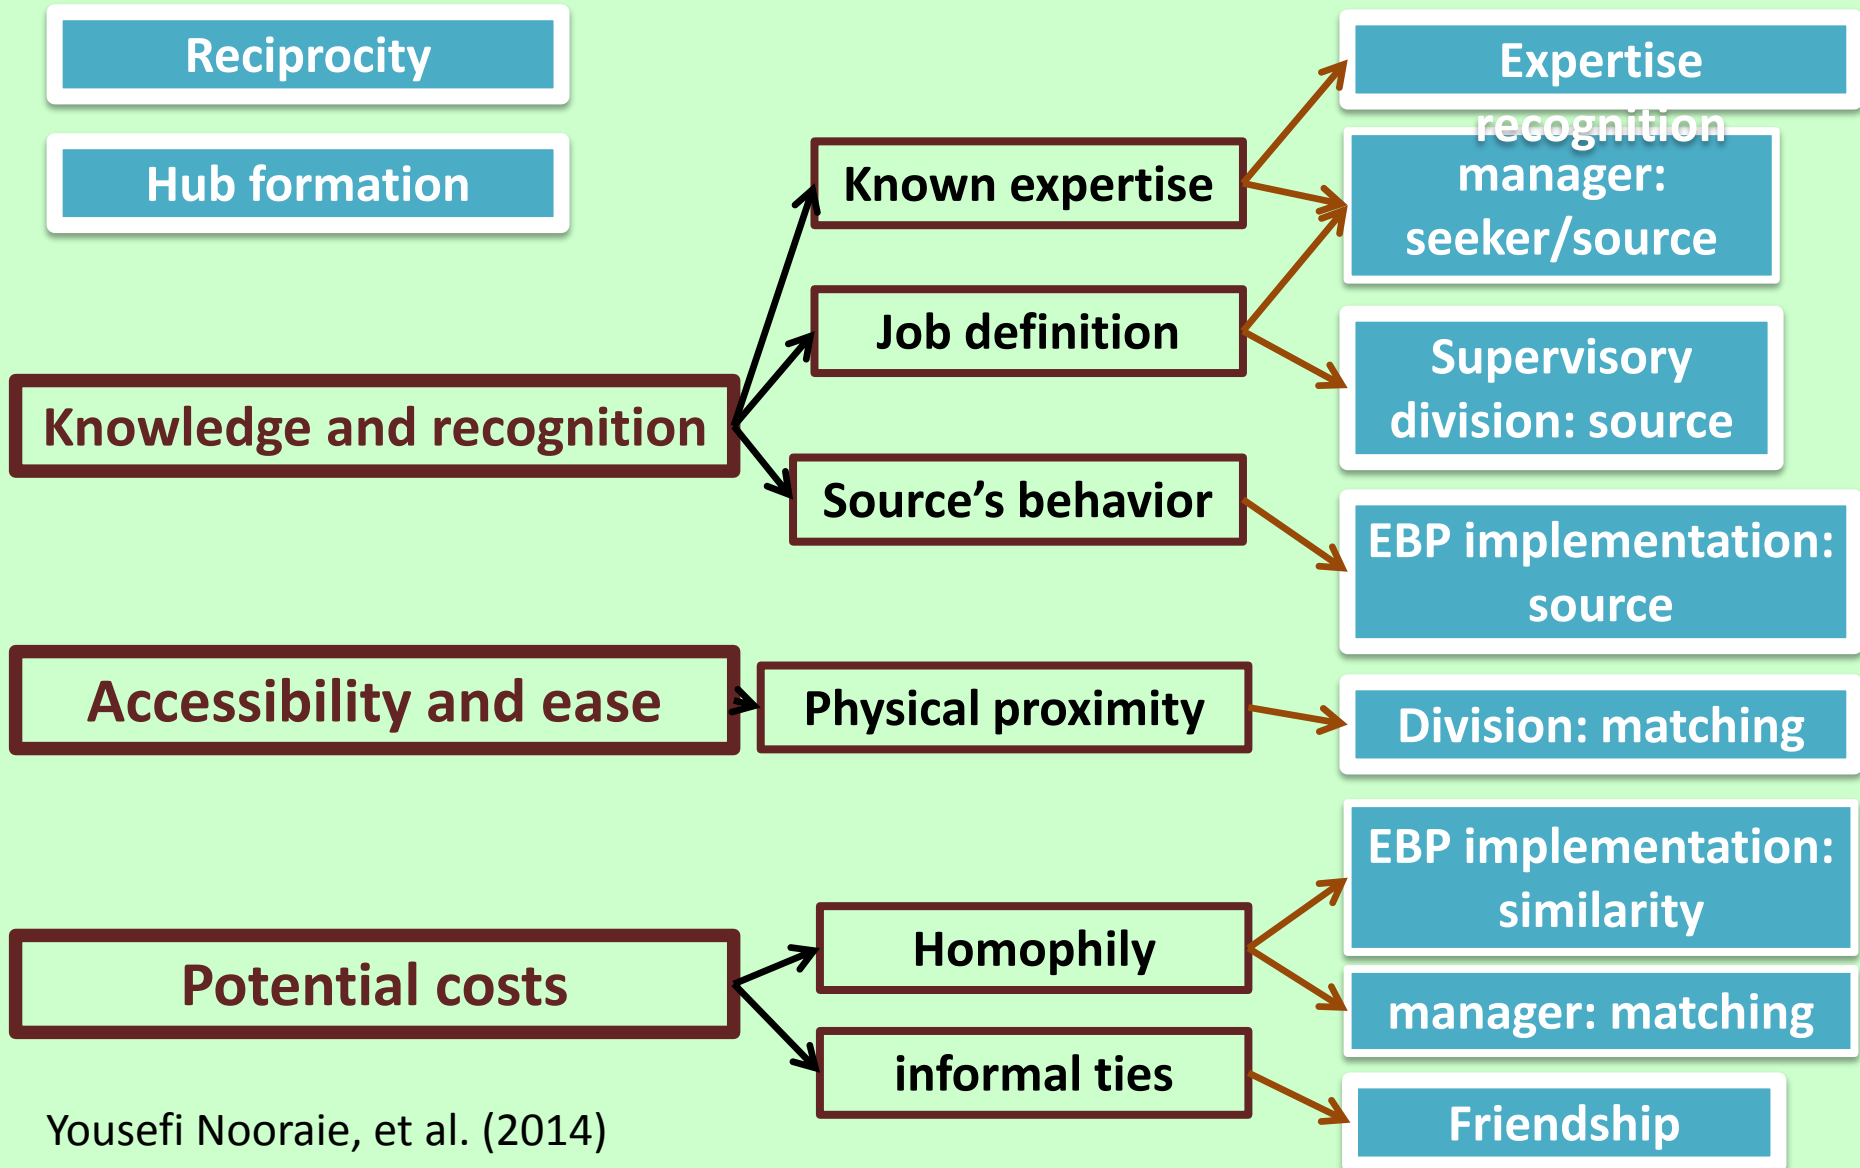 Reciprocity
Hub formation
Knowledge and recognition
Accessibility and ease
Potential costs
Known expertise
Job definition
Source’s behavior
Physical proximity
Homophily
informal ties
Expertise
recognition
manager:
seeker/source
Supervisory
division: source
EBP implementation:
source
Division: matching
EBP implementation:
similarity
manager: matching
Friendship
Yousefi Nooraie, et al. (2014)